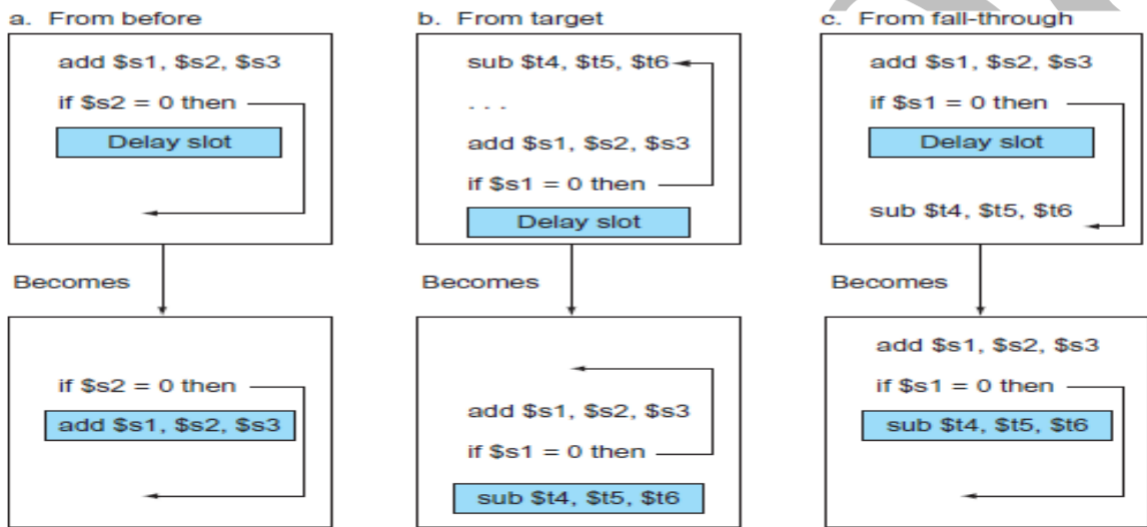 a. From before
add $s1, $s2, $s3
if $s2 = 0 then
Delay slot
Becomes
if $s2 = 0 then
add $s1, $s2, $s3
b. From target
sub $t4, $t5, $t6
. . .
add $s1, $s2, $s3
if $s1 = 0 then
Delay slot
Becomes
add $s1, $s2, $s3
if $s1 = 0 then
sub $t4, $t5, $t6
c. From fall-through
add $s1, $s2, $s3
if $s1 = 0 then
Delay slot
sub $t4, $t5, $t6
Becomes
add $s1, $s2, $s3
if $s1 = 0 then
sub $t4, $t5, $t6